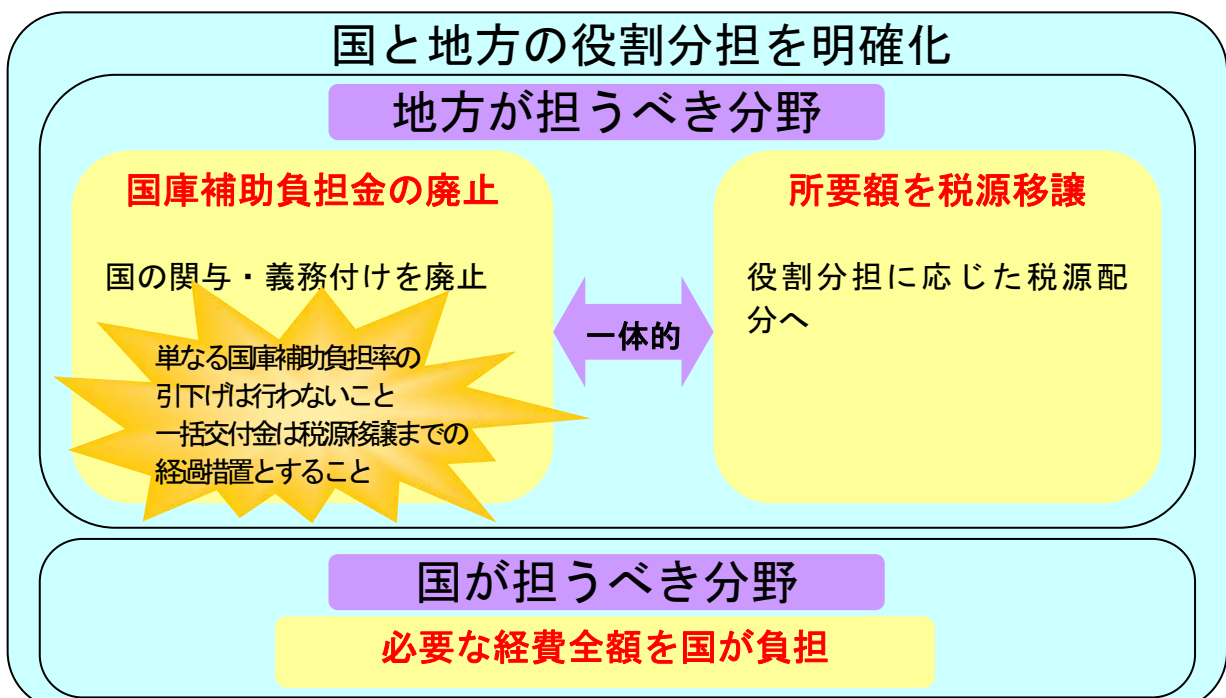 国と地方の役割分担を明確化
地方が担うべき分野
国庫補助負担金の廃止
国の関与・義務付けを廃止
単なる国庫補助負担率の
引下げは行わないこと
一括交付金は税源移譲までの
経過措置とすること
一体的
所要額を税源移譲
役割分担に応じた税源配
分へ
国が担うべき分野
必要な経費全額を国が負担